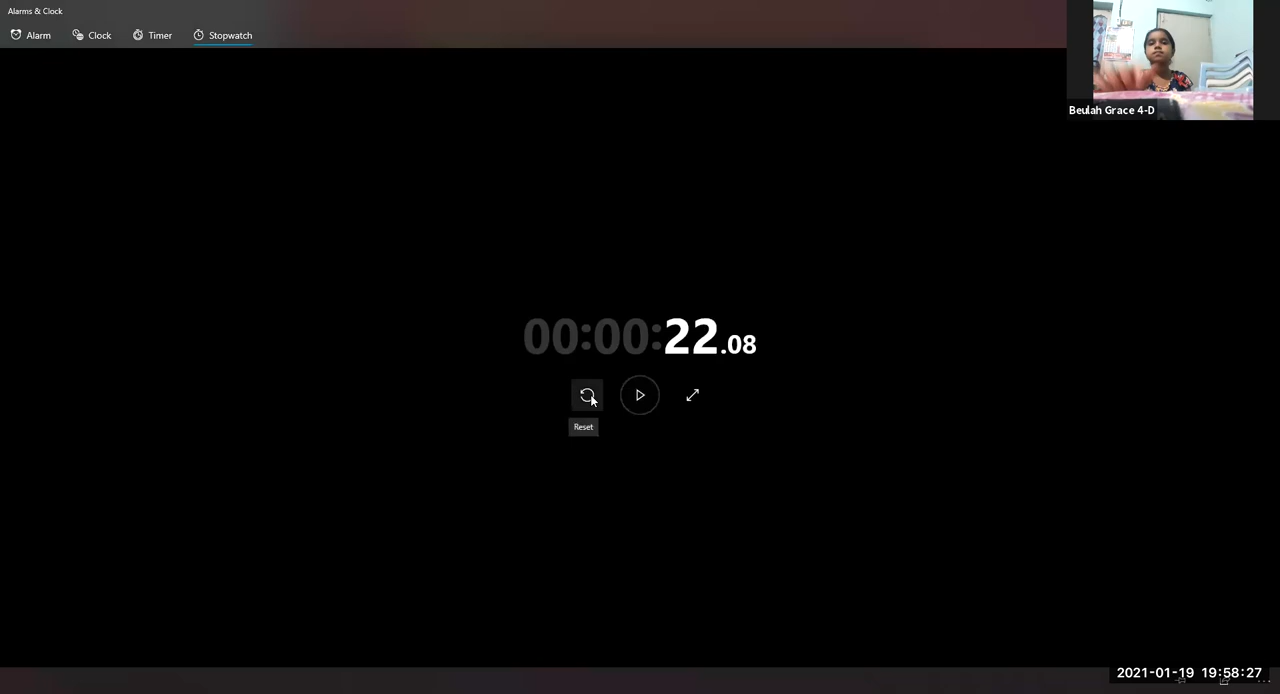 Alarms & Clock
Alarm Clock Timer Stopwatch
Beulah Grace 4-D
00:00:22.08
Reset
2021-01-19 19:58:27